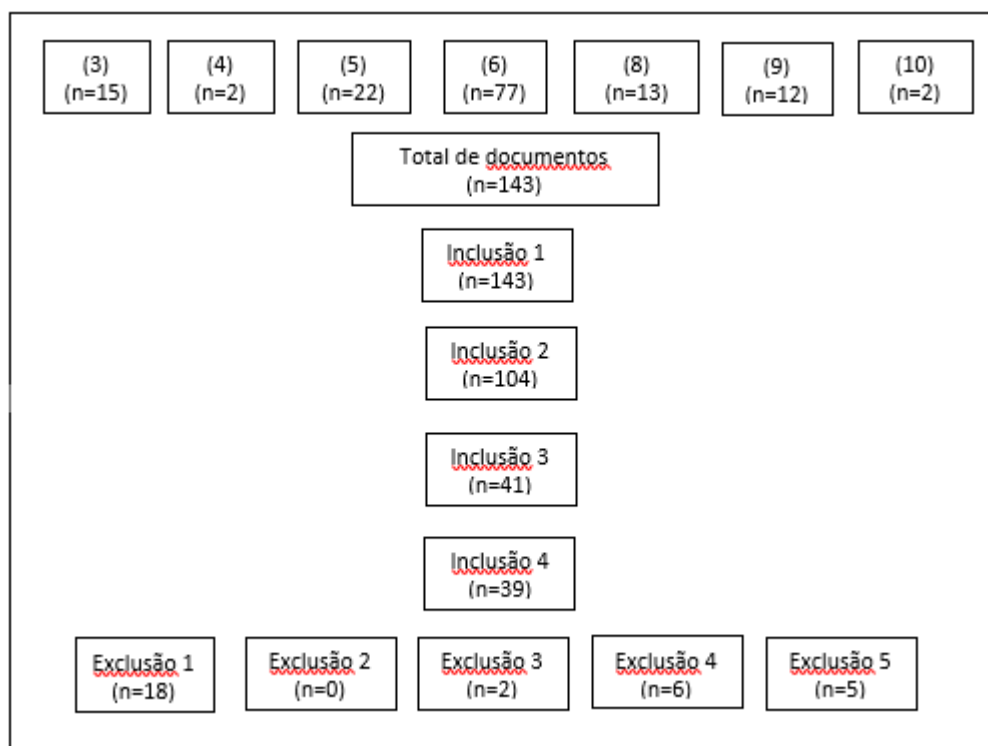 (3)
(n=15)
(4)
(n=2)
(5)
(n=22)
(6)
(n=77)
(8)
(n=13)
(9)
(n=12)
(10)
(n=2)
Total de documentos
(n=143)
Inclusão 1
(n=143)
Inclusão 2
(n=104)
Inclusão 3
(n=41)
Inclusão 4
(n=39)
Exclusão 1
(n=18)
Exclusão 2
(n=0)
Exclusão 3
(n=2)
Exclusão 4
(n=6)
Exclusão 5
(n=5)